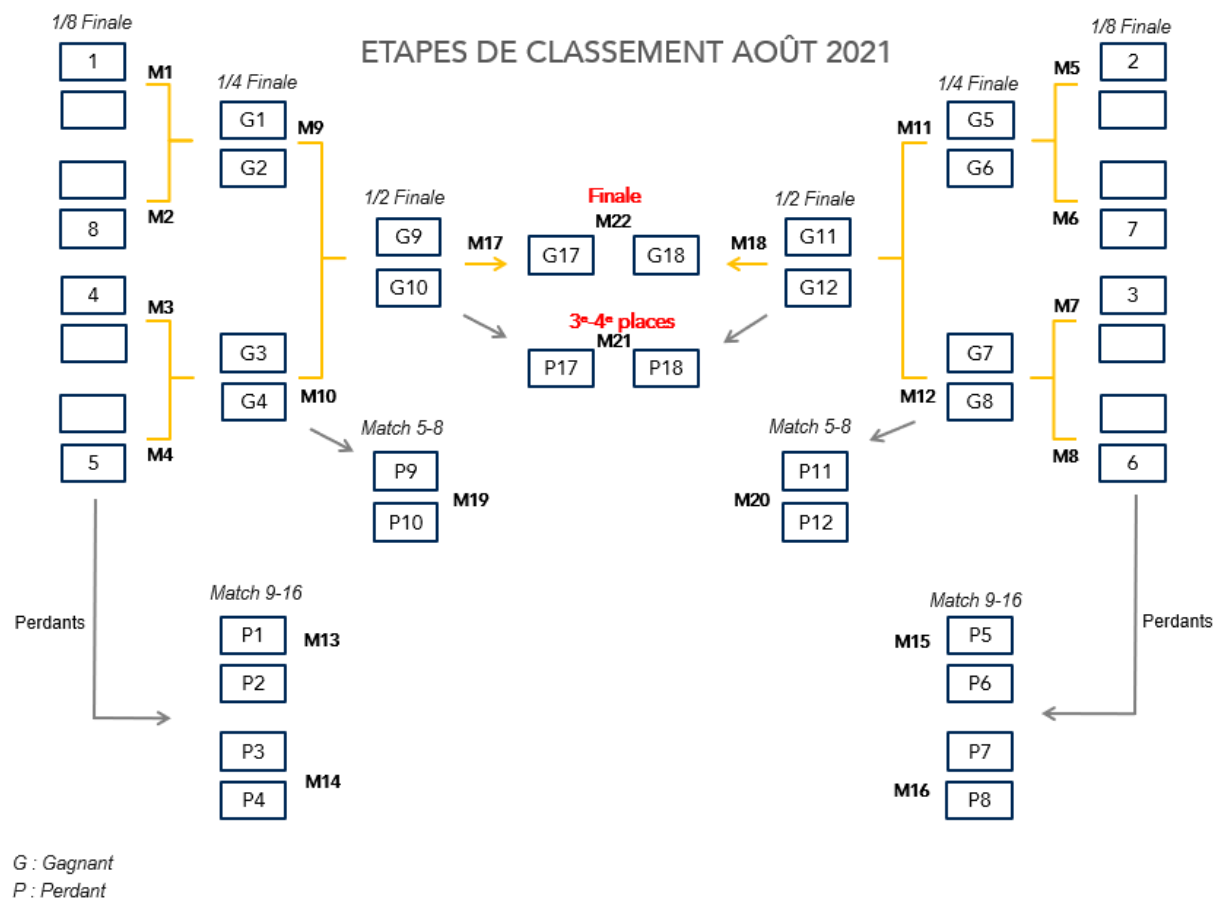 1/8 Finale
1/8 Finale
ETAPES DE CLASSEMENT AOÛT 2021
1
M1
M5
2
1/4 Finale
1/4 Finale
G1
M9
M11
G5
G2
G6
M2
8
M6
7
1/2 Finale
Finale
1/2 Finale
M22
G9
M17
G17
G18
M18
G11
G10
G12
4
M3
M7
3
3e-4e places
M21
P17
P18
G3
G7
G4
M10
M12
G8
Match 5-8
Match 5-8
5
M4
M8
6
P9
M19
M20
P11
P10
P12
Match 9-16
Match 9-16
Perdants
Perdants
P1
M13
M15
P5
P2
P6
P3
M14
M16
P7
P4
P8
G : Gagnant
P : Perdant